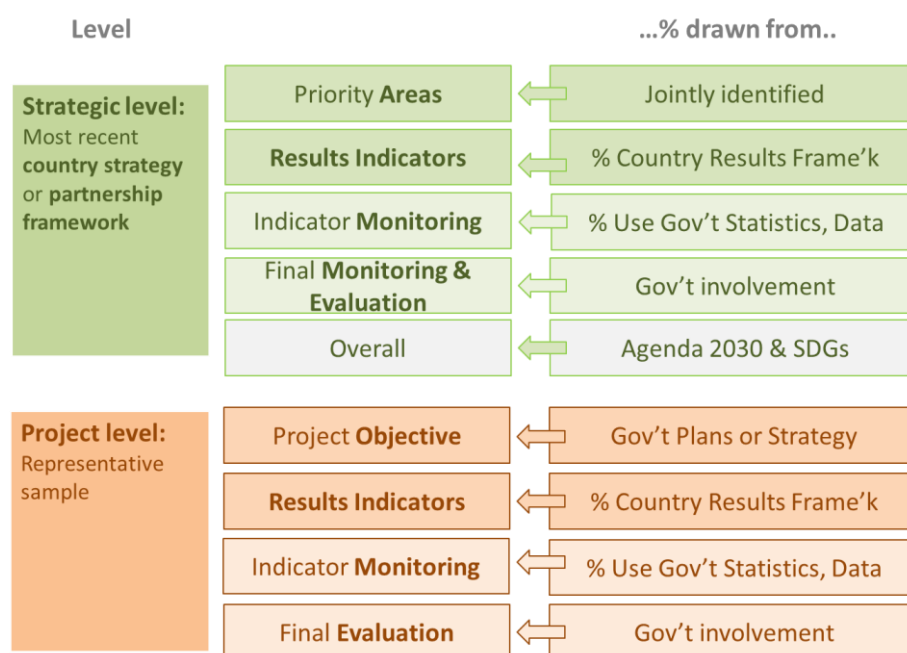 Level
...% drawn from..
Strategic level:
Most recent
country strategy
or partnership
framework
Priority Areas
Jointly identified
Results Indicators
% Country Results Frame'k
Indicator Monitoring
% Use Gov't Statistics, Data
Final Monitoring &
Evaluation
Gov't involvement
Overall
Agenda 2030 & SDGs
Project level:
Representative
sample
Project Objective
Gov't Plans or Strategy
Results Indicators
% Country Results Frame'k
Indicator Monitoring
% Use Gov't Statistics, Data
Final Evaluation
Gov't involvement